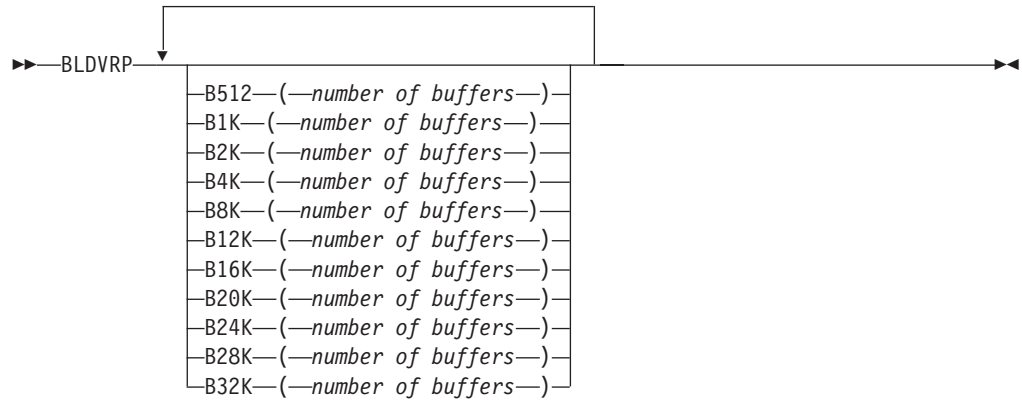 BLDVRP
B512 ( number of buffers )
B1K ( number of buffers )
B2K ( number of buffers )
B4K ( number of buffers )
B8K ( number of buffers )
B12K ( number of buffers )
B16K ( number of buffers )
B20K ( number of buffers )
B24K ( number of buffers )
B28K ( number of buffers )
B32K ( number of buffers )